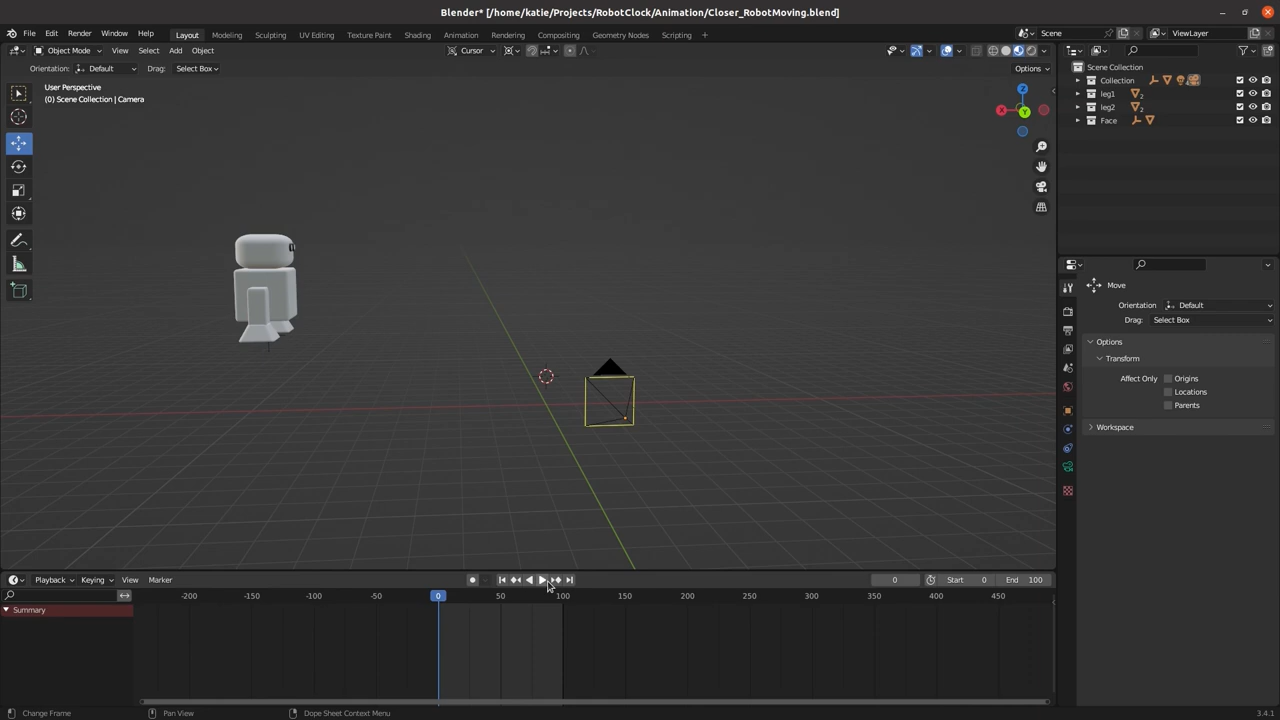 Blender* [/home/katie/Projects/RobotClock/Animation/Closer_RobotMoving.blend]
File Edit Render Window Help Layout Modeling Sculpting UV Editing Texture Paint Shading Animation Rendering Compositing Geometry Nodes Scripting + Scene ViewLayer
Object Mode View Select Add Object Cursor
Orientation: Default Drag: Select Box Options
User Perspective
(0) Scene Collection | Camera
Z
X
Y
Scene Collection
Collection
leg1 2
leg2 2
Face
Move
Orientation Default
Drag: Select Box
Options
Transform
Affect Only Origins
Locations
Parents
Workspace
Playback Keying View Marker 0 Start 0 End 100
-200 -150 -100 -50 0 50 100 150 200 250 300 350 400 450
Summary
Change Frame Pan View Dope Sheet Context Menu 3.4.1